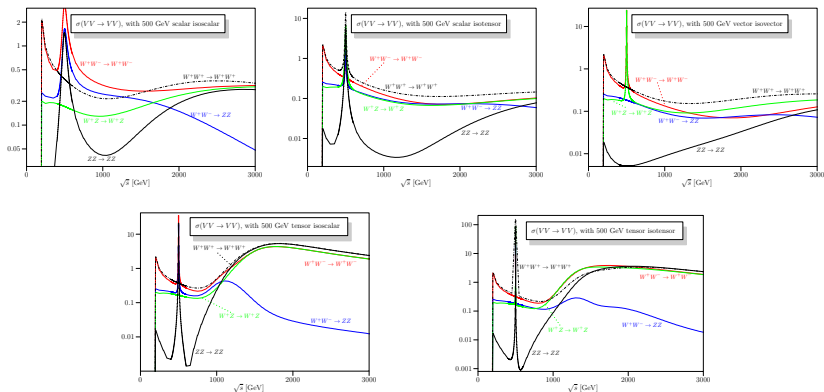 σ(VV → VV), with 500 GeV scalar isoscalar
2
1
0.5
0.2
0.1
0.05
W⁺W⁻ → W⁺W⁻
W⁺W⁺ → W⁺W⁺
W⁺Z → W⁺Z
W⁺W⁻ → ZZ
ZZ → ZZ
0
1000
2000
3000
√s [GeV]
σ(VV → VV), with 500 GeV scalar isotensor
10
1
0.1
0.01
W⁺W⁻ → W⁺W⁻
W⁺W⁺ → W⁺W⁺
W⁺Z → W⁺Z
W⁺W⁻ → ZZ
ZZ → ZZ
0
1000
2000
3000
√s [GeV]
σ(VV → VV), with 500 GeV vector isovector
10
1
0.1
0.01
W⁺W⁻ → W⁺W⁻
W⁺W⁺ → W⁺W⁺
W⁺Z → W⁺Z
W⁺W⁻ → ZZ
ZZ → ZZ
0
1000
2000
3000
√s [GeV]
σ(VV → VV), with 500 GeV tensor isoscalar
10
1
0.1
0.01
W⁺W⁺ → W⁺W⁺
W⁺W⁻ → W⁺W⁻
W⁺Z → W⁺Z
W⁺W⁻ → ZZ
ZZ → ZZ
0
1000
2000
3000
√s [GeV]
σ(VV → VV), with 500 GeV tensor isotensor
100
10
1
0.1
0.01
0.001
W⁺W⁺ → W⁺W⁺
W⁺W⁻ → W⁺W⁻
W⁺Z → W⁺Z
W⁺W⁻ → ZZ
ZZ → ZZ
0
1000
2000
3000
√s [GeV]